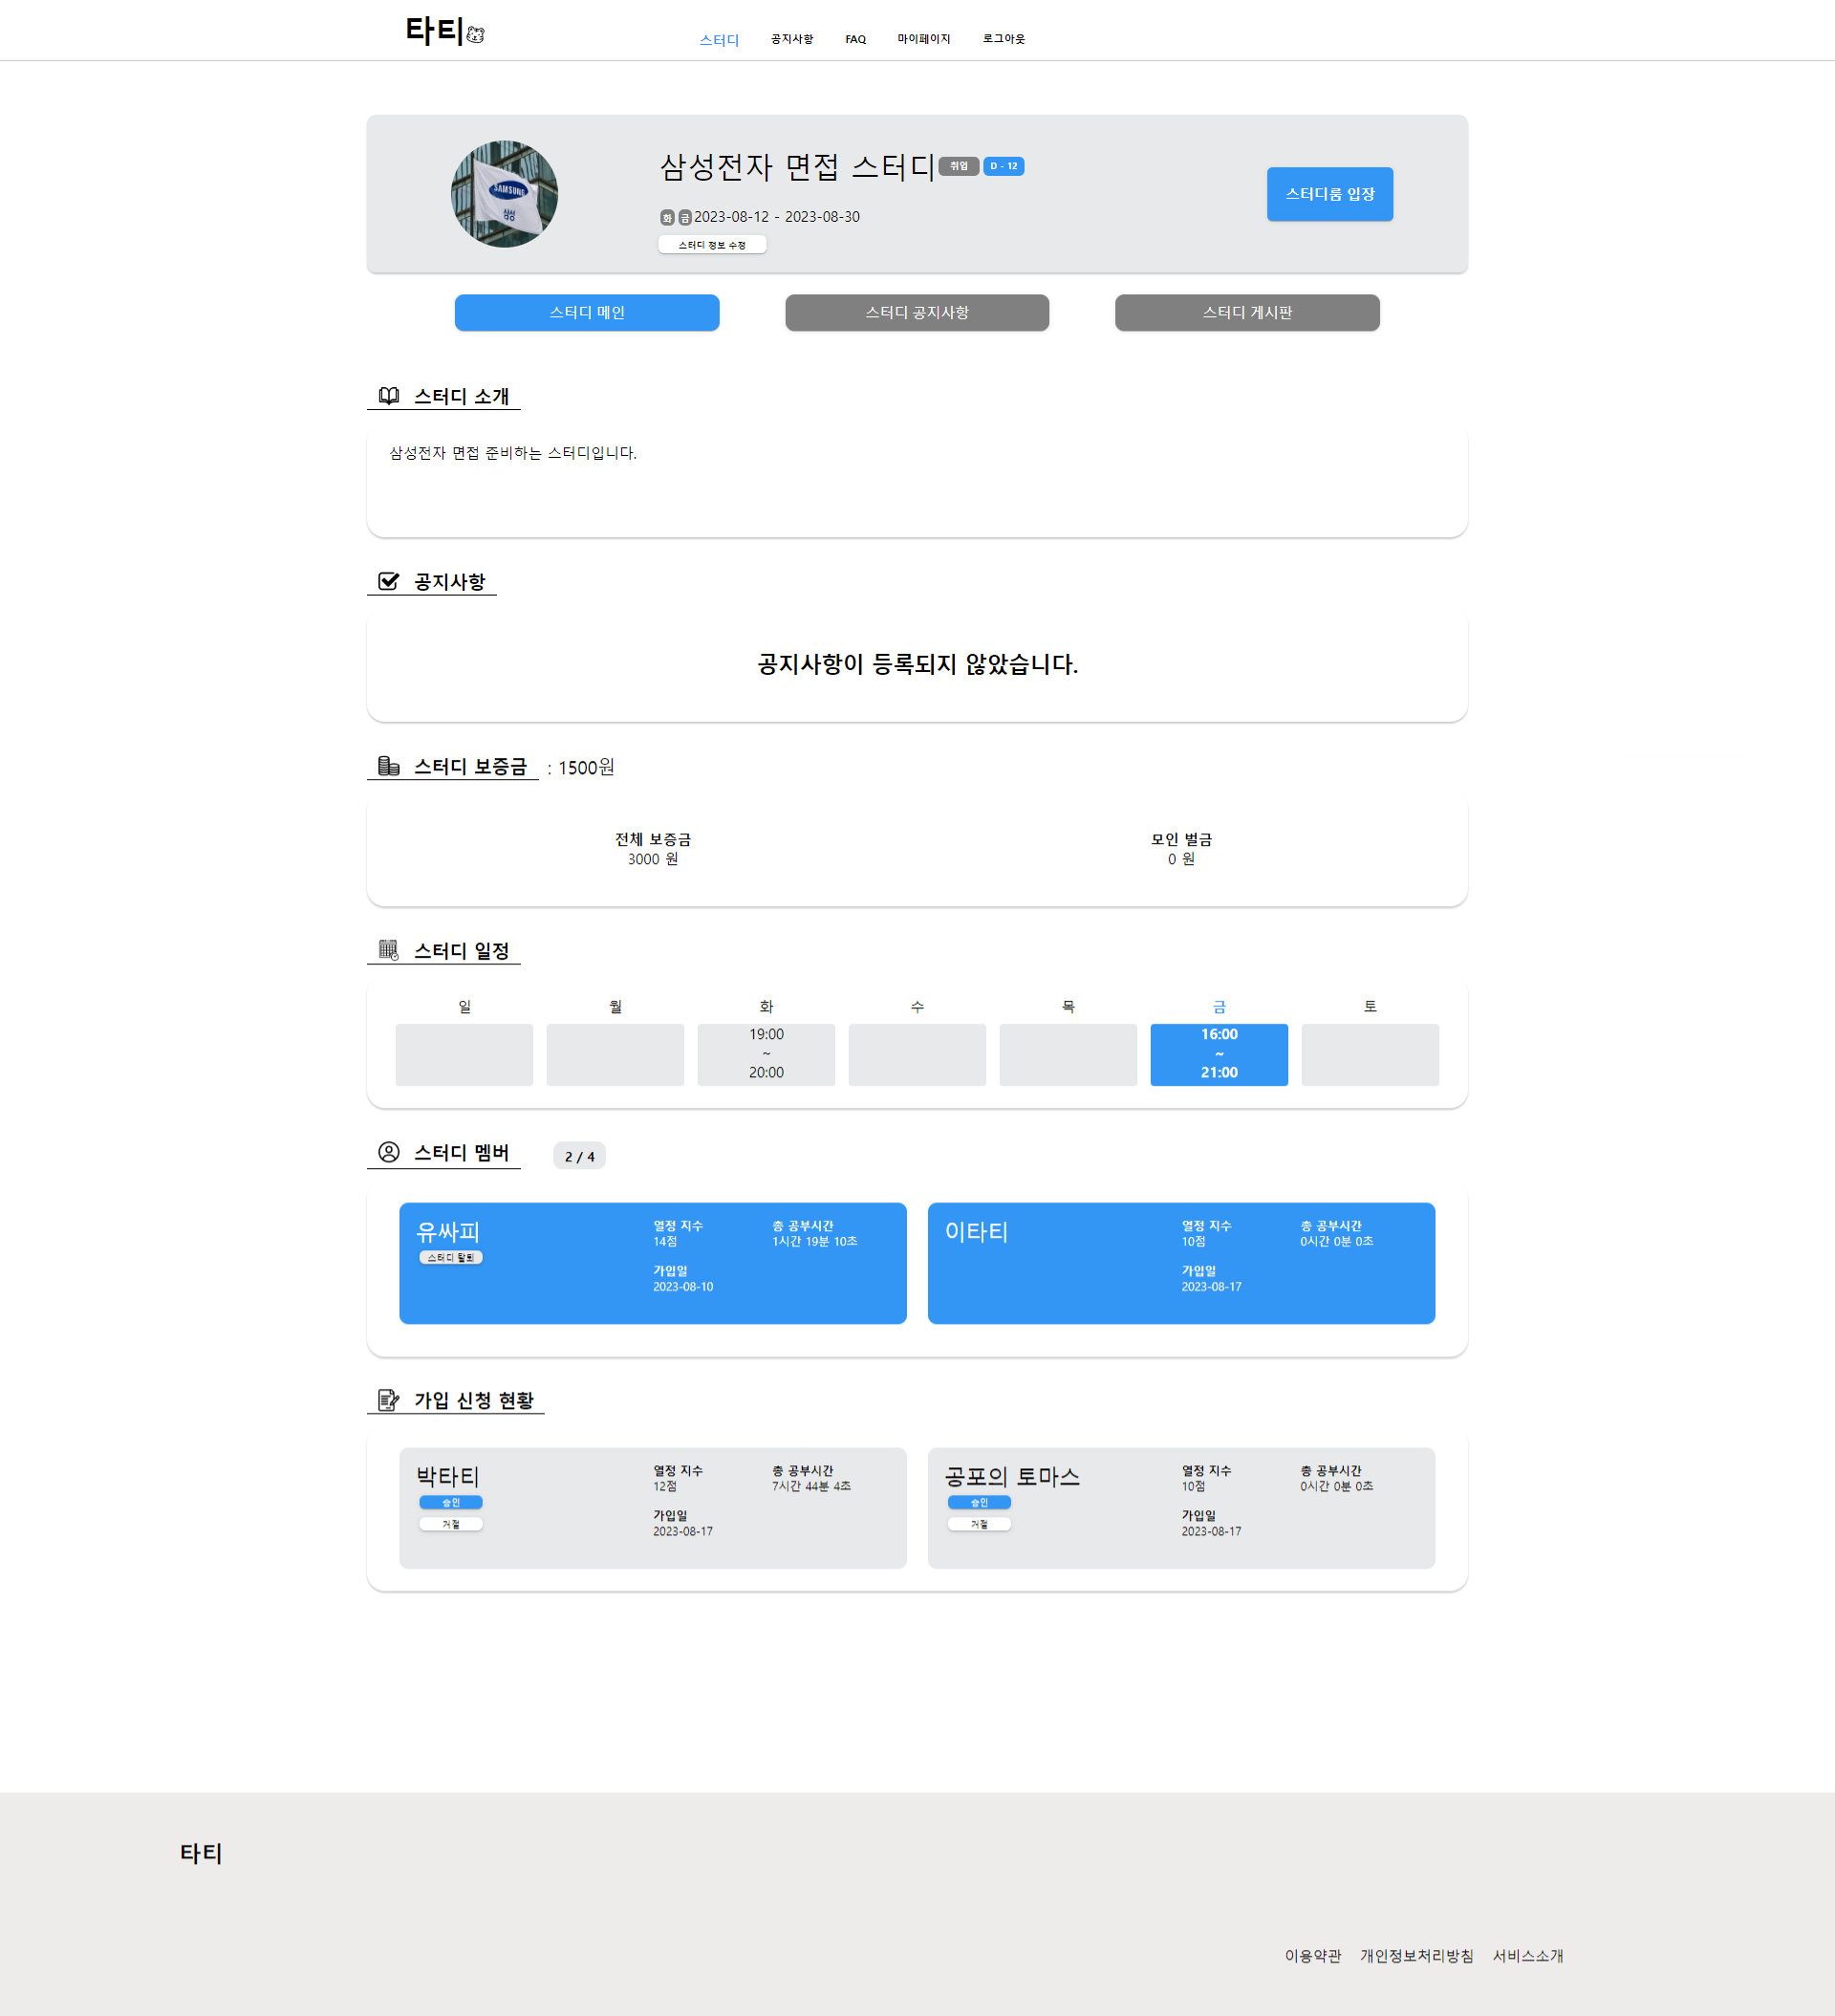 타티
스터디 공지사항 FAQ 마이페이지 로그아웃
SAMSUNG
삼성
삼성전자 면접 스터디 취업 D - 12
화 금 2023-08-12 - 2023-08-30
스터디 정보 수정
스터디룸 입장
스터디 메인 스터디 공지사항 스터디 게시판
스터디 소개
삼성전자 면접 준비하는 스터디입니다.
공지사항
공지사항이 등록되지 않았습니다.
스터디 보증금 : 1500원
전체 보증금 모인 벌금
3000 원 0 원
스터디 일정
일 월 화 수 목 금 토
19:00 16:00
~ ~
20:00 21:00
스터디 멤버 2 / 4
유싸피
스터디 탈퇴
열정 지수 총 공부시간
14점 1시간 19분 10초
가입일
2023-08-10
이타티
열정 지수 총 공부시간
10점 0시간 0분 0초
가입일
2023-08-17
가입 신청 현황
박타티
승인
거절
열정 지수 총 공부시간
12점 7시간 44분 4초
가입일
2023-08-17
공포의 토마스
승인
거절
열정 지수 총 공부시간
10점 0시간 0분 0초
가입일
2023-08-17
타티
이용약관 개인정보처리방침 서비스소개